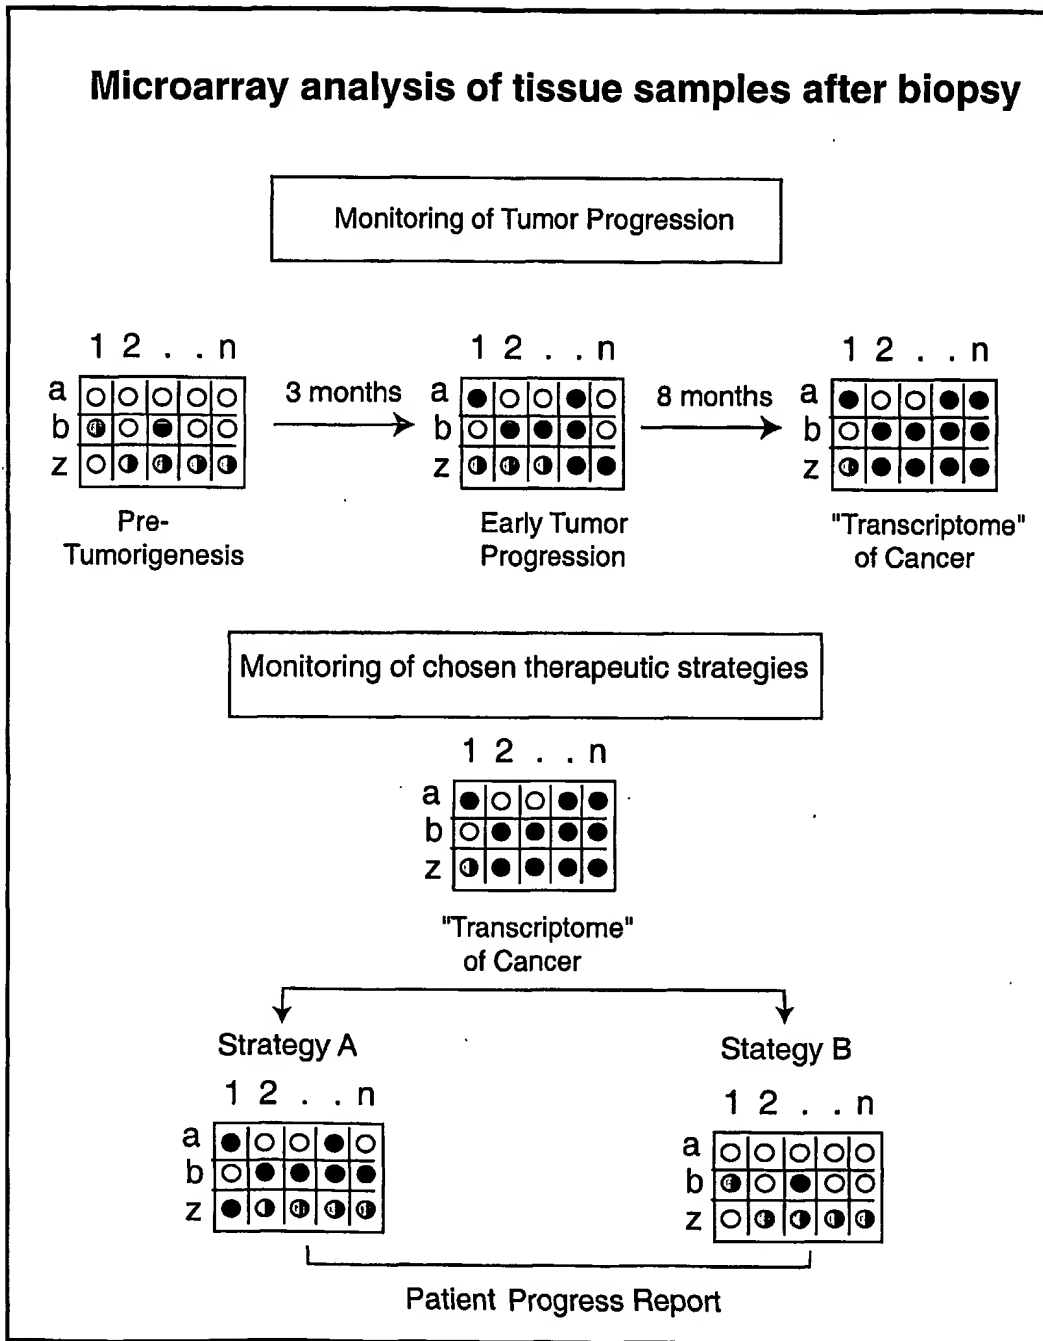 Microarray analysis of tissue samples after biopsy
Monitoring of Tumor Progression
1 2 . . n
1 2 . . n
1 2 . . n
a
b
z
3 months
a
b
z
8 months
a
b
z
Pre-
Tumorigenesis
Early Tumor
Progression
"Transcriptome"
of Cancer
Monitoring of chosen therapeutic strategies
1 2 . . n
a
b
z
"Transcriptome"
of Cancer
Strategy A
Stategy B
1 2 . . n
1 2 . . n
a
b
z
a
b
z
Patient Progress Report